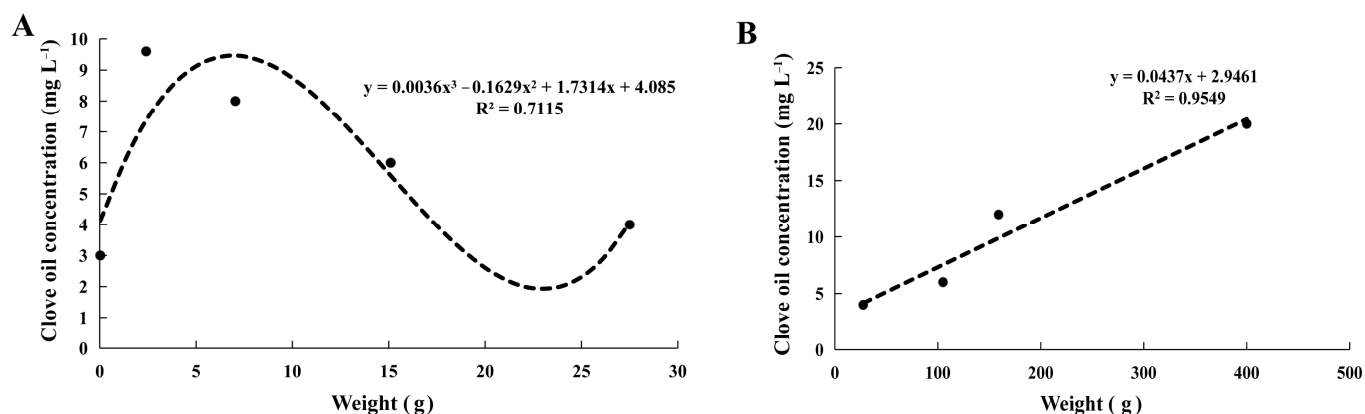 A
Clove oil concentration (mg L⁻¹)
10
9
8
7
6
5
4
3
2
1
0
y = 0.0036x³ – 0.1629x² + 1.7314x + 4.085
R² = 0.7115
0 5 10 15 20 25 30
Weight ( g)
B
Clove oil concentration (mg L⁻¹)
25
20
15
10
5
0
y = 0.0437x + 2.9461
R² = 0.9549
0 100 200 300 400 500
Weight ( g)